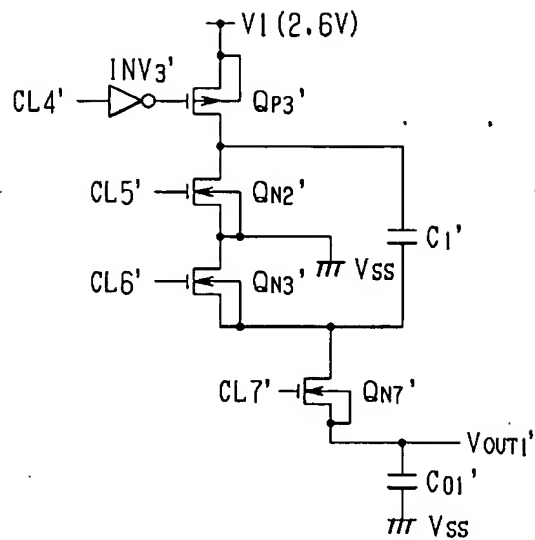 V1(2.6V)
INV3'
CL4'
QP3'
CL5'
QN2'
C1'
VSS
CL6'
QN3'
CL7'
QN7'
VOUT1'
C01'
VSS